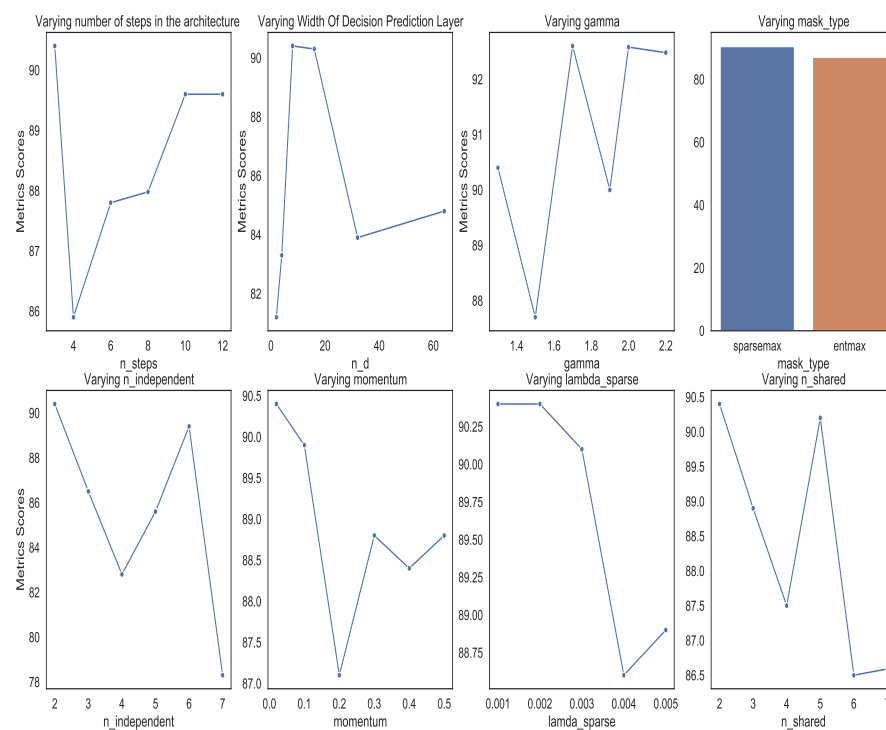 Varying number of steps in the architecture
Metrics Scores
90
89
88
87
86
4 6 8 10 12
n_steps
Varying Width Of Decision Prediction Layer
Metrics Scores
90
88
86
84
82
0 20 40 60
n_d
Varying gamma
Metrics Scores
92
91
90
89
88
1.4 1.6 1.8 2.0 2.2
gamma
Varying mask_type
80
60
40
20
0
sparsemax entmax
mask_type
Varying n_independent
Metrics Scores
90
88
86
84
82
80
78
2 3 4 5 6 7
n_independent
Varying momentum
90.5
90.0
89.5
89.0
88.5
88.0
87.5
87.0
0.0 0.1 0.2 0.3 0.4 0.5
momentum
Varying lambda_sparse
90.25
90.00
89.75
89.50
89.25
89.00
88.75
0.001 0.002 0.003 0.004 0.005
lamda_sparse
Varying n_shared
90.5
90.0
89.5
89.0
88.5
88.0
87.5
87.0
86.5
2 3 4 5 6
n_shared